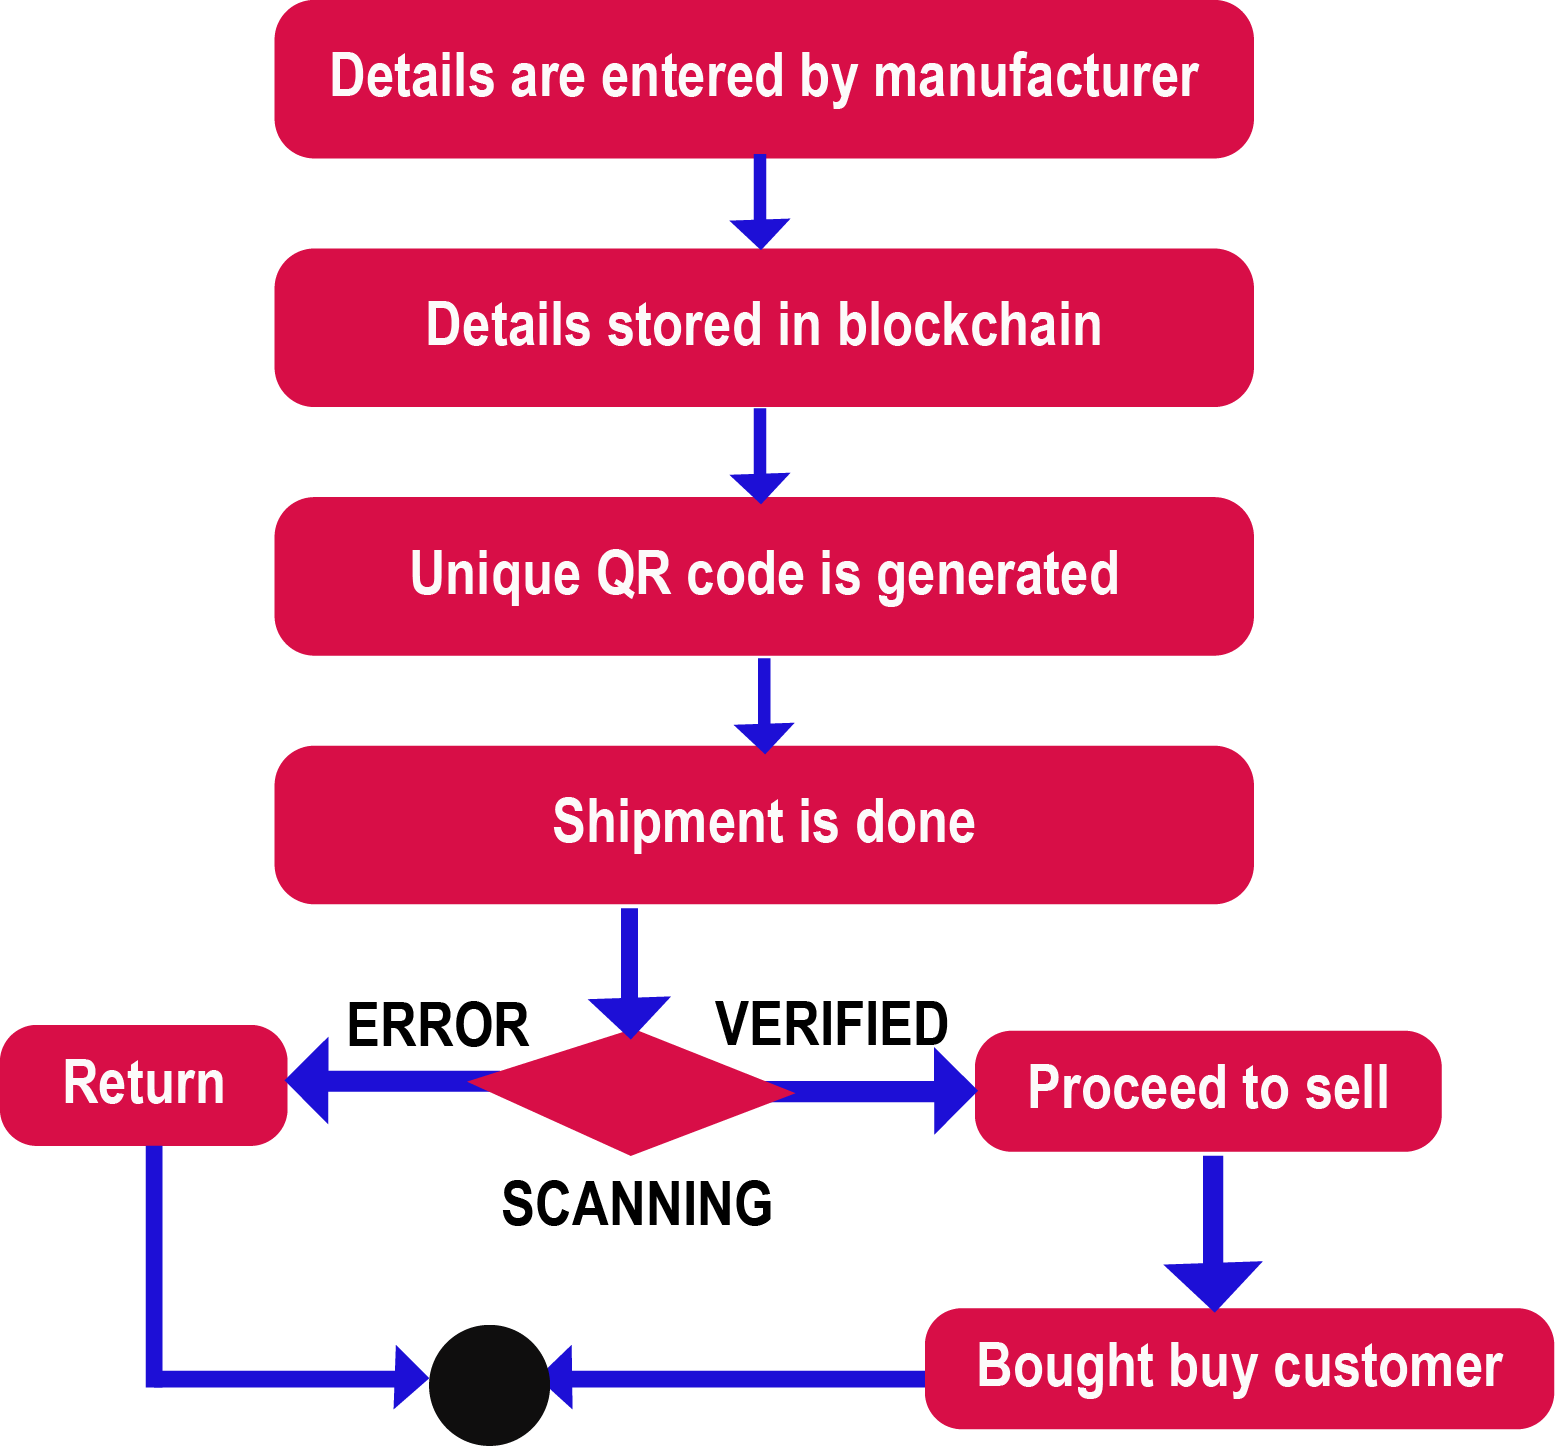 Details are entered by manufacturer
Details stored in blockchain
Unique QR code is generated
Shipment is done
ERROR
VERIFIED
Return
Proceed to sell
SCANNING
Bought buy customer